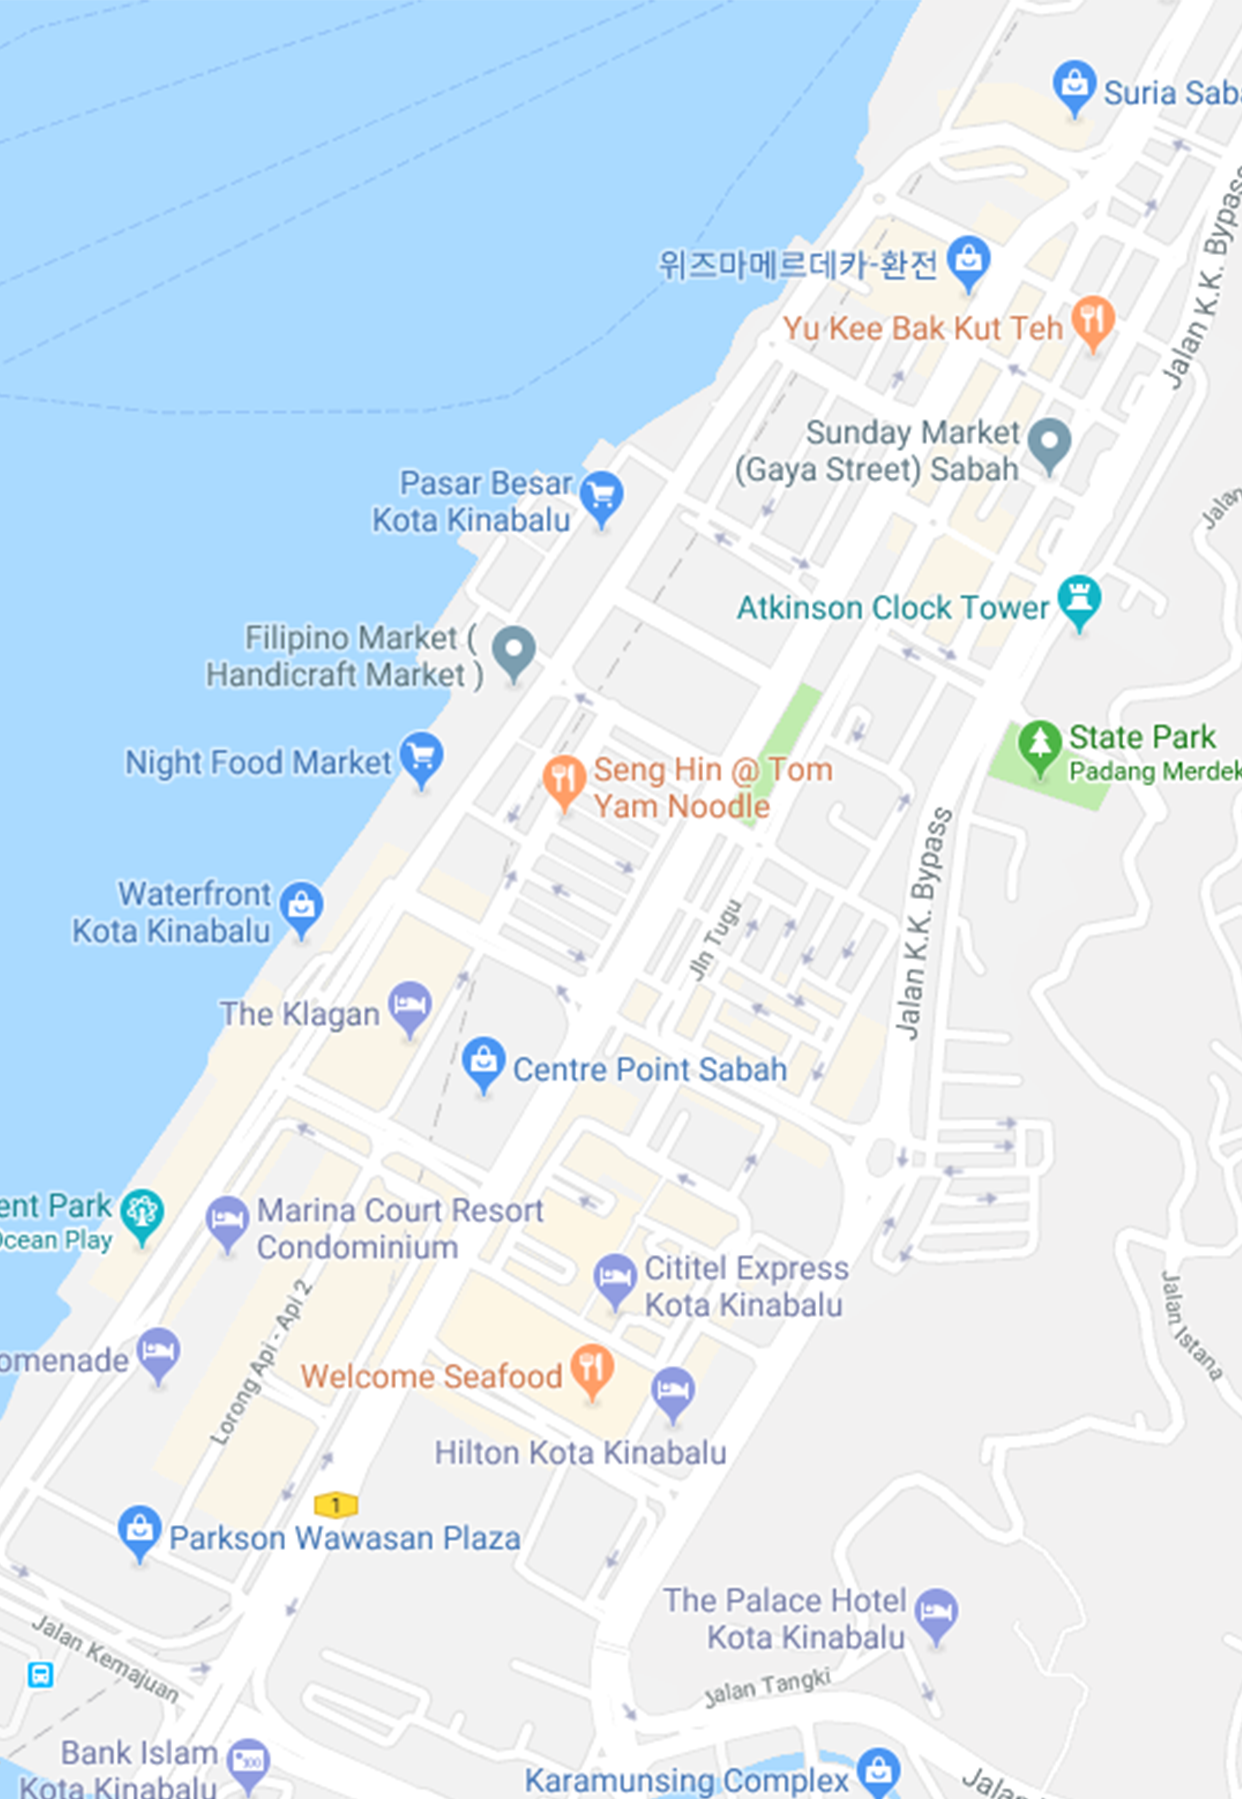 Suria Saba
Jalan K.K. Bypass
위즈마메르데카-환전
Yu Kee Bak Kut Teh
Sunday Market
(Gaya Street) Sabah
Pasar Besar
Kota Kinabalu
Jalan
Atkinson Clock Tower
Filipino Market (
Handicraft Market )
State Park
Padang Merdek
Night Food Market
Seng Hin @ Tom
Yam Noodle
Jalan K.K. Bypass
Waterfront
Kota Kinabalu
Jln Tugu
The Klagan
Centre Point Sabah
ent Park
Ocean Play
Marina Court Resort
Condominium
Cititel Express
Kota Kinabalu
Jalan Istana
Lorong Api - Api 2
omenade
Welcome Seafood
Hilton Kota Kinabalu
1
Parkson Wawasan Plaza
The Palace Hotel
Kota Kinabalu
Jalan Kemajuan
Jalan Tangki
Bank Islam
Kota Kinabalu
100
Karamunsing Complex
Jalan